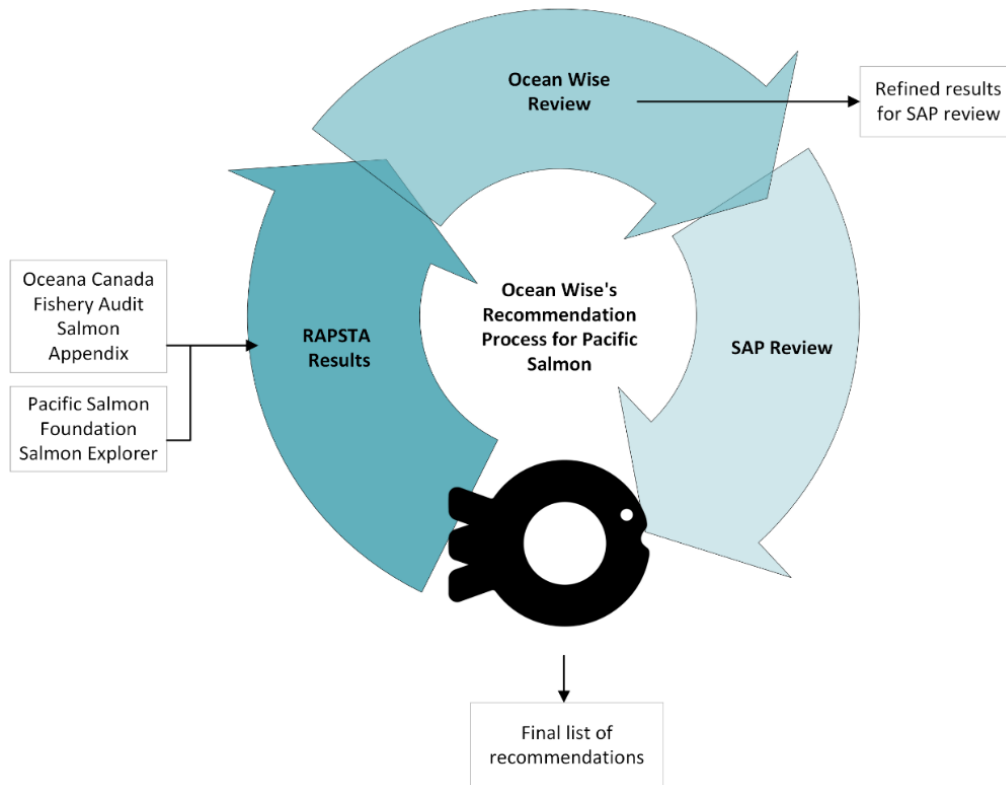 Ocean Wise
Review
Refined results
for SAP review
Oceana Canada
Fishery Audit
Salmon
Appendix
RAPSTA
Results
Ocean Wise's
Recommendation
Process for Pacific
Salmon
SAP Review
Pacific Salmon
Foundation
Salmon Explorer
Final list of
recommendations